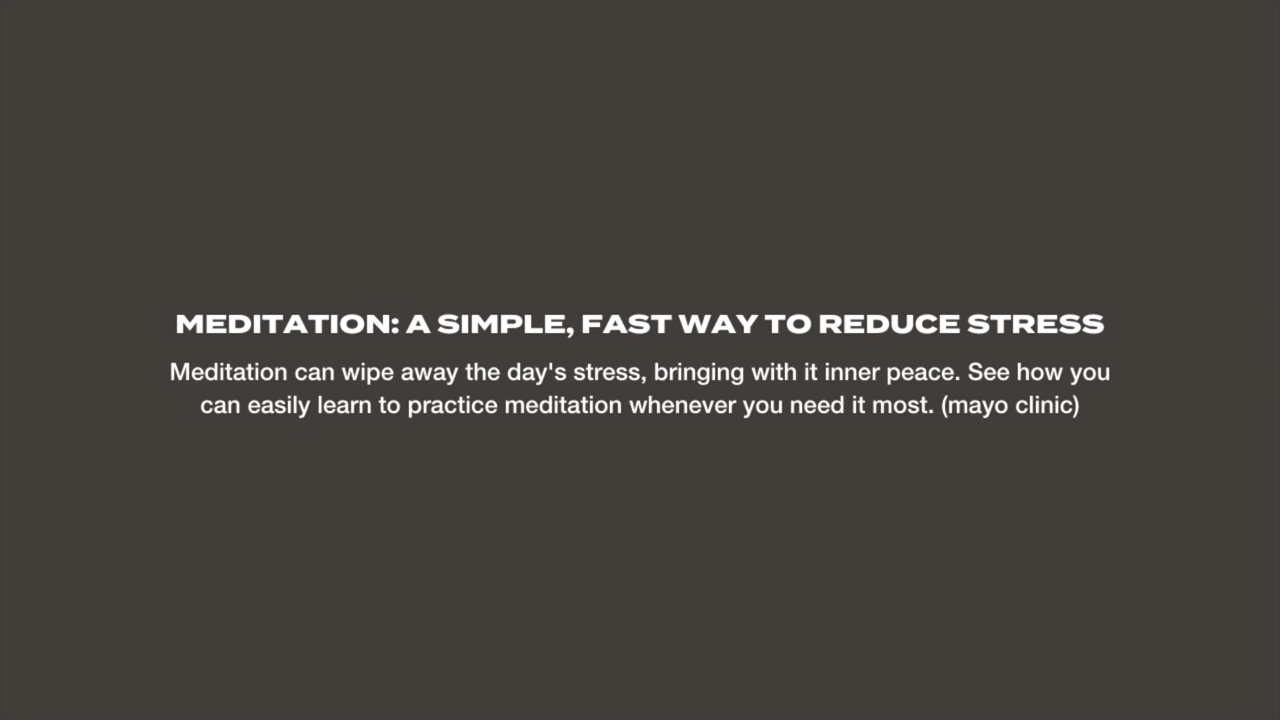 MEDITATION: A SIMPLE, FAST WAY TO REDUCE STRESS
Meditation can wipe away the day's stress, bringing with it inner peace. See how you
can easily learn to practice meditation whenever you need it most. (mayo clinic)